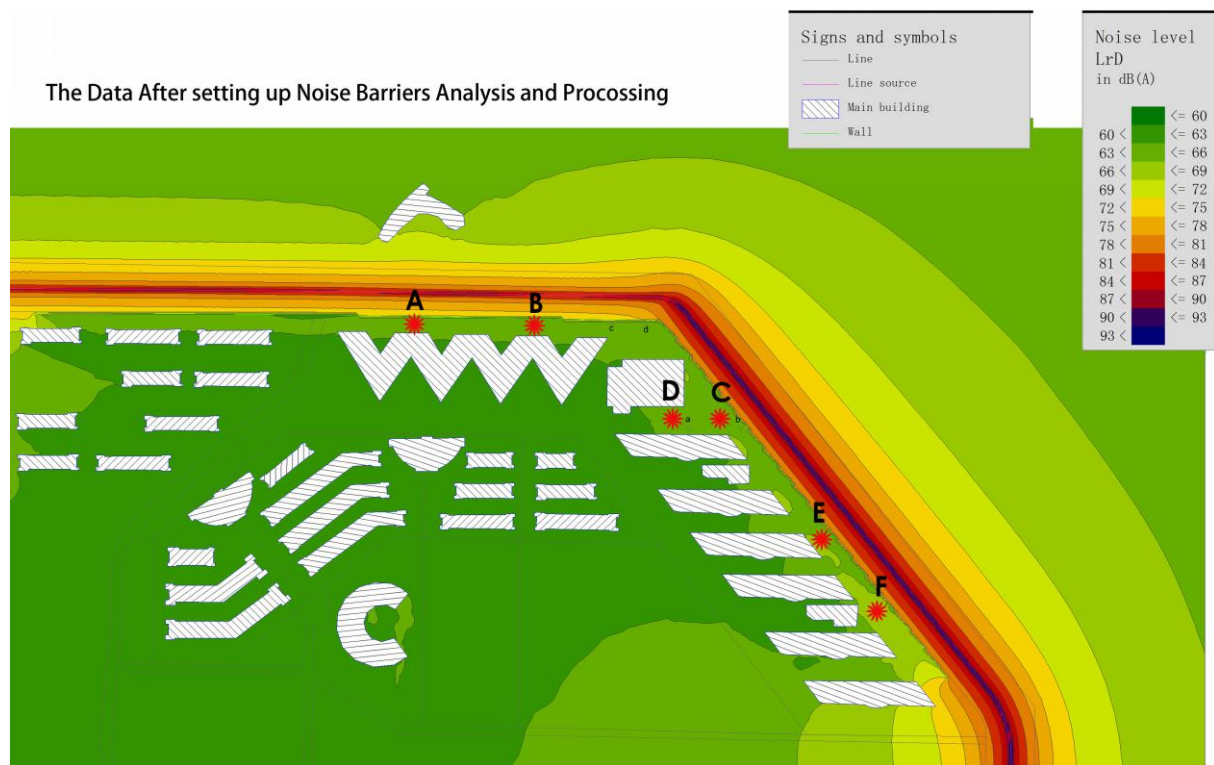 The Data After setting up Noise Barriers Analysis and Procossing
Signs and symbols
Line
Line source
Main building
Wall
Noise level
LrD
in dB(A)
<= 60
60 < <= 63
63 < <= 66
66 < <= 69
69 < <= 72
72 < <= 75
75 < <= 78
78 < <= 81
81 < <= 84
84 < <= 87
87 < <= 90
90 < <= 93
93 <
A
B
c
d
D
a
C
b
E
F